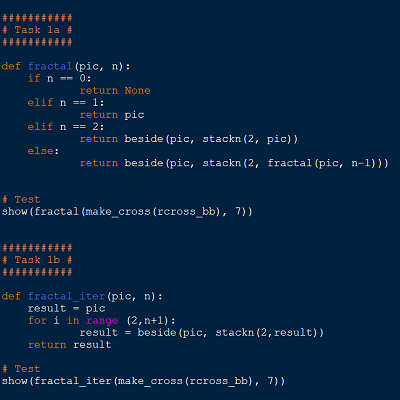 ###########
# Task 1a #
###########
def fractal(pic, n):
    if n == 0:
            return None
    elif n == 1:
            return pic
    elif n == 2:
            return beside(pic, stackn(2, pic))
    else:
            return beside(pic, stackn(2, fractal(pic, n-1)))
# Test
show(fractal(make_cross(rcross_bb), 7))
###########
# Task 1b #
###########
def fractal_iter(pic, n):
    result = pic
    for i in range (2,n+1):
            result = beside(pic, stackn(2,result))
    return result
# Test
show(fractal_iter(make_cross(rcross_bb), 7))